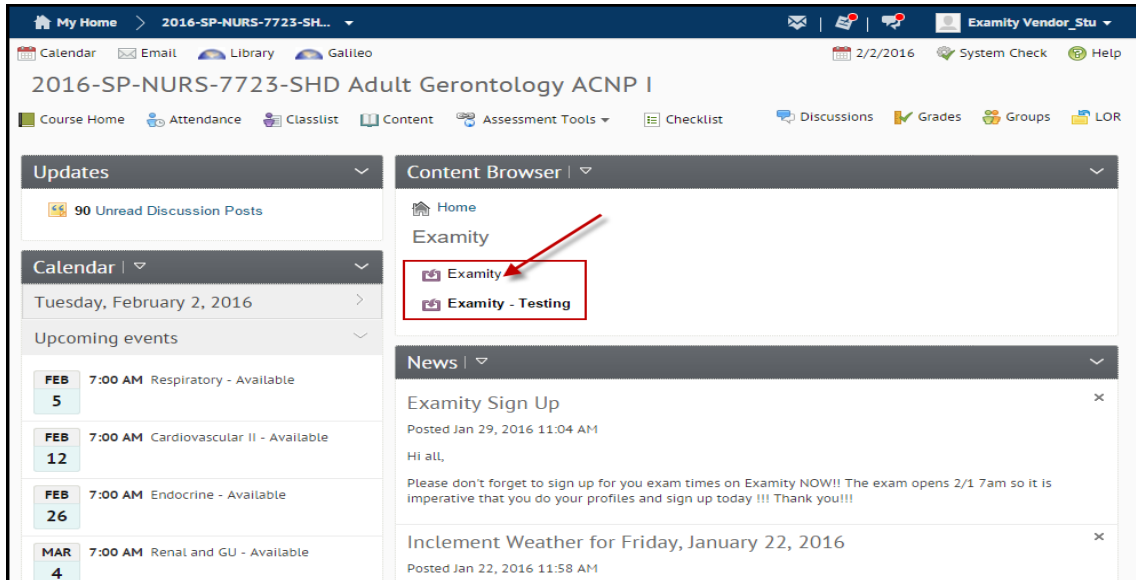 My Home > 2016-SP-NURS-7723-SH... Examity Vendor_Stu
Calendar Email Library Galileo 2/2/2016 System Check Help
2016-SP-NURS-7723-SHD Adult Gerontology ACNP I
Course Home Attendance Classlist Content Assessment Tools Checklist Discussions Grades Groups LOR
Updates
90 Unread Discussion Posts
Calendar
Tuesday, February 2, 2016
Upcoming events
FEB 5 7:00 AM Respiratory - Available
FEB 12 7:00 AM Cardiovascular II - Available
FEB 26 7:00 AM Endocrine - Available
MAR 4 7:00 AM Renal and GU - Available
Content Browser
Home
Examity
Examity
Examity - Testing
News
Examity Sign Up
Posted Jan 29, 2016 11:04 AM
Hi all,
Please don't forget to sign up for you exam times on Examity NOW!! The exam opens 2/1 7am so it is
imperative that you do your profiles and sign up today !!! Thank you!!!
Inclement Weather for Friday, January 22, 2016
Posted Jan 22, 2016 11:58 AM